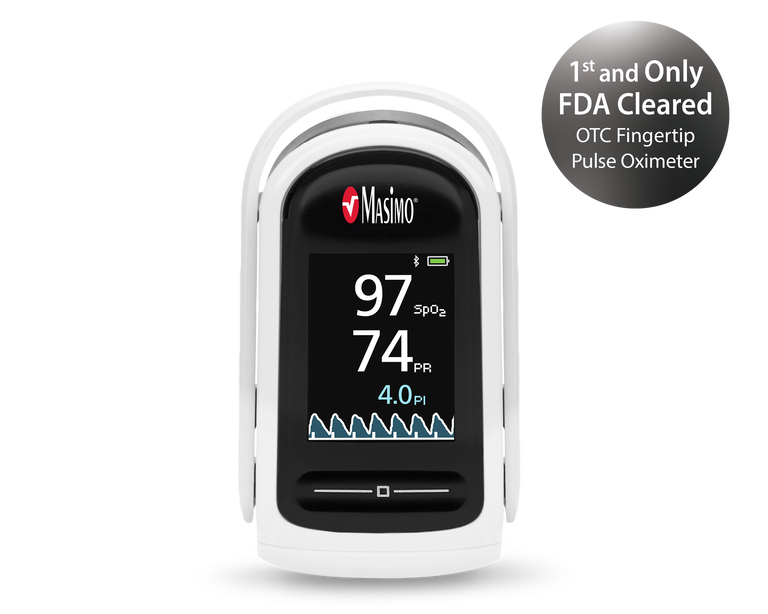 1st and Only
FDA Cleared
OTC Fingertip
Pulse Oximeter
MASIMO®
97 SpO2
74 PR
4.0 PI